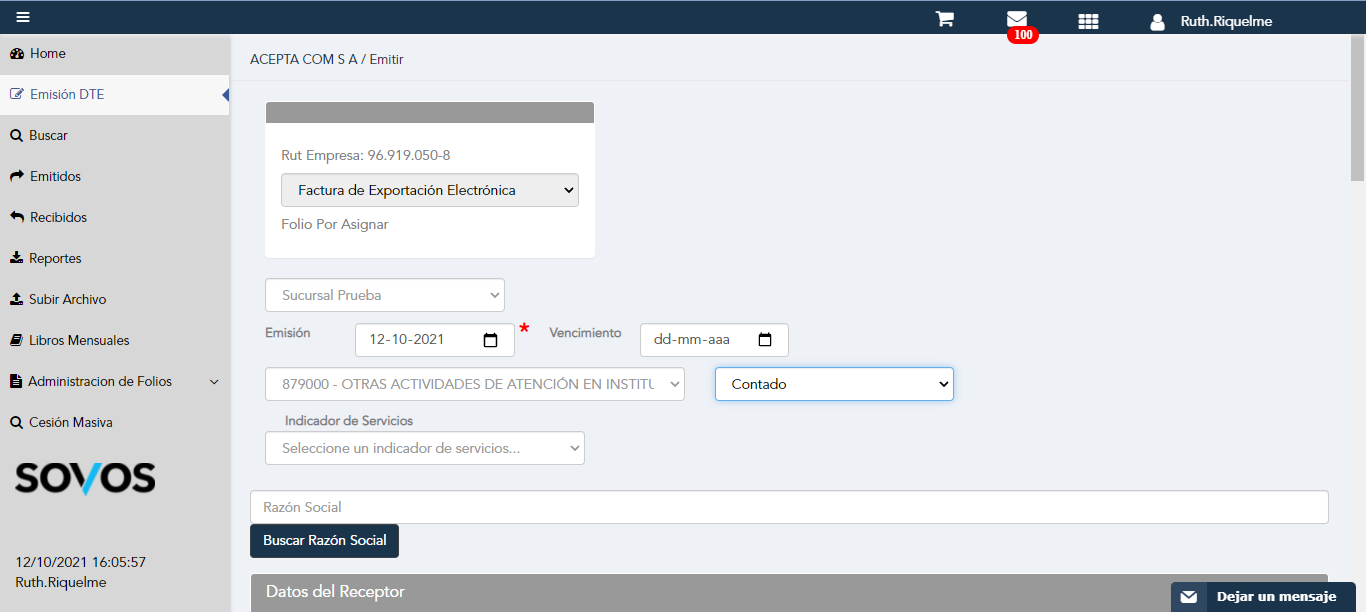 100
Ruth.Riquelme
Home
Emisión DTE
Buscar
Emitidos
Recibidos
Reportes
Subir Archivo
Libros Mensuales
Administracion de Folios
Cesión Masiva
SOVOS
12/10/2021 16:05:57
Ruth.Riquelme
ACEPTA COM S A / Emitir
Rut Empresa: 96.919.050-8
Factura de Exportación Electrónica
Folio Por Asignar
Sucursal Prueba
Emisión 12-10-2021 * Vencimiento dd-mm-aaa
879000 - OTRAS ACTIVIDADES DE ATENCIÓN EN INSTITU Contado
Indicador de Servicios
Seleccione un indicador de servicios...
Razón Social
Buscar Razón Social
Datos del Receptor
Dejar un mensaje